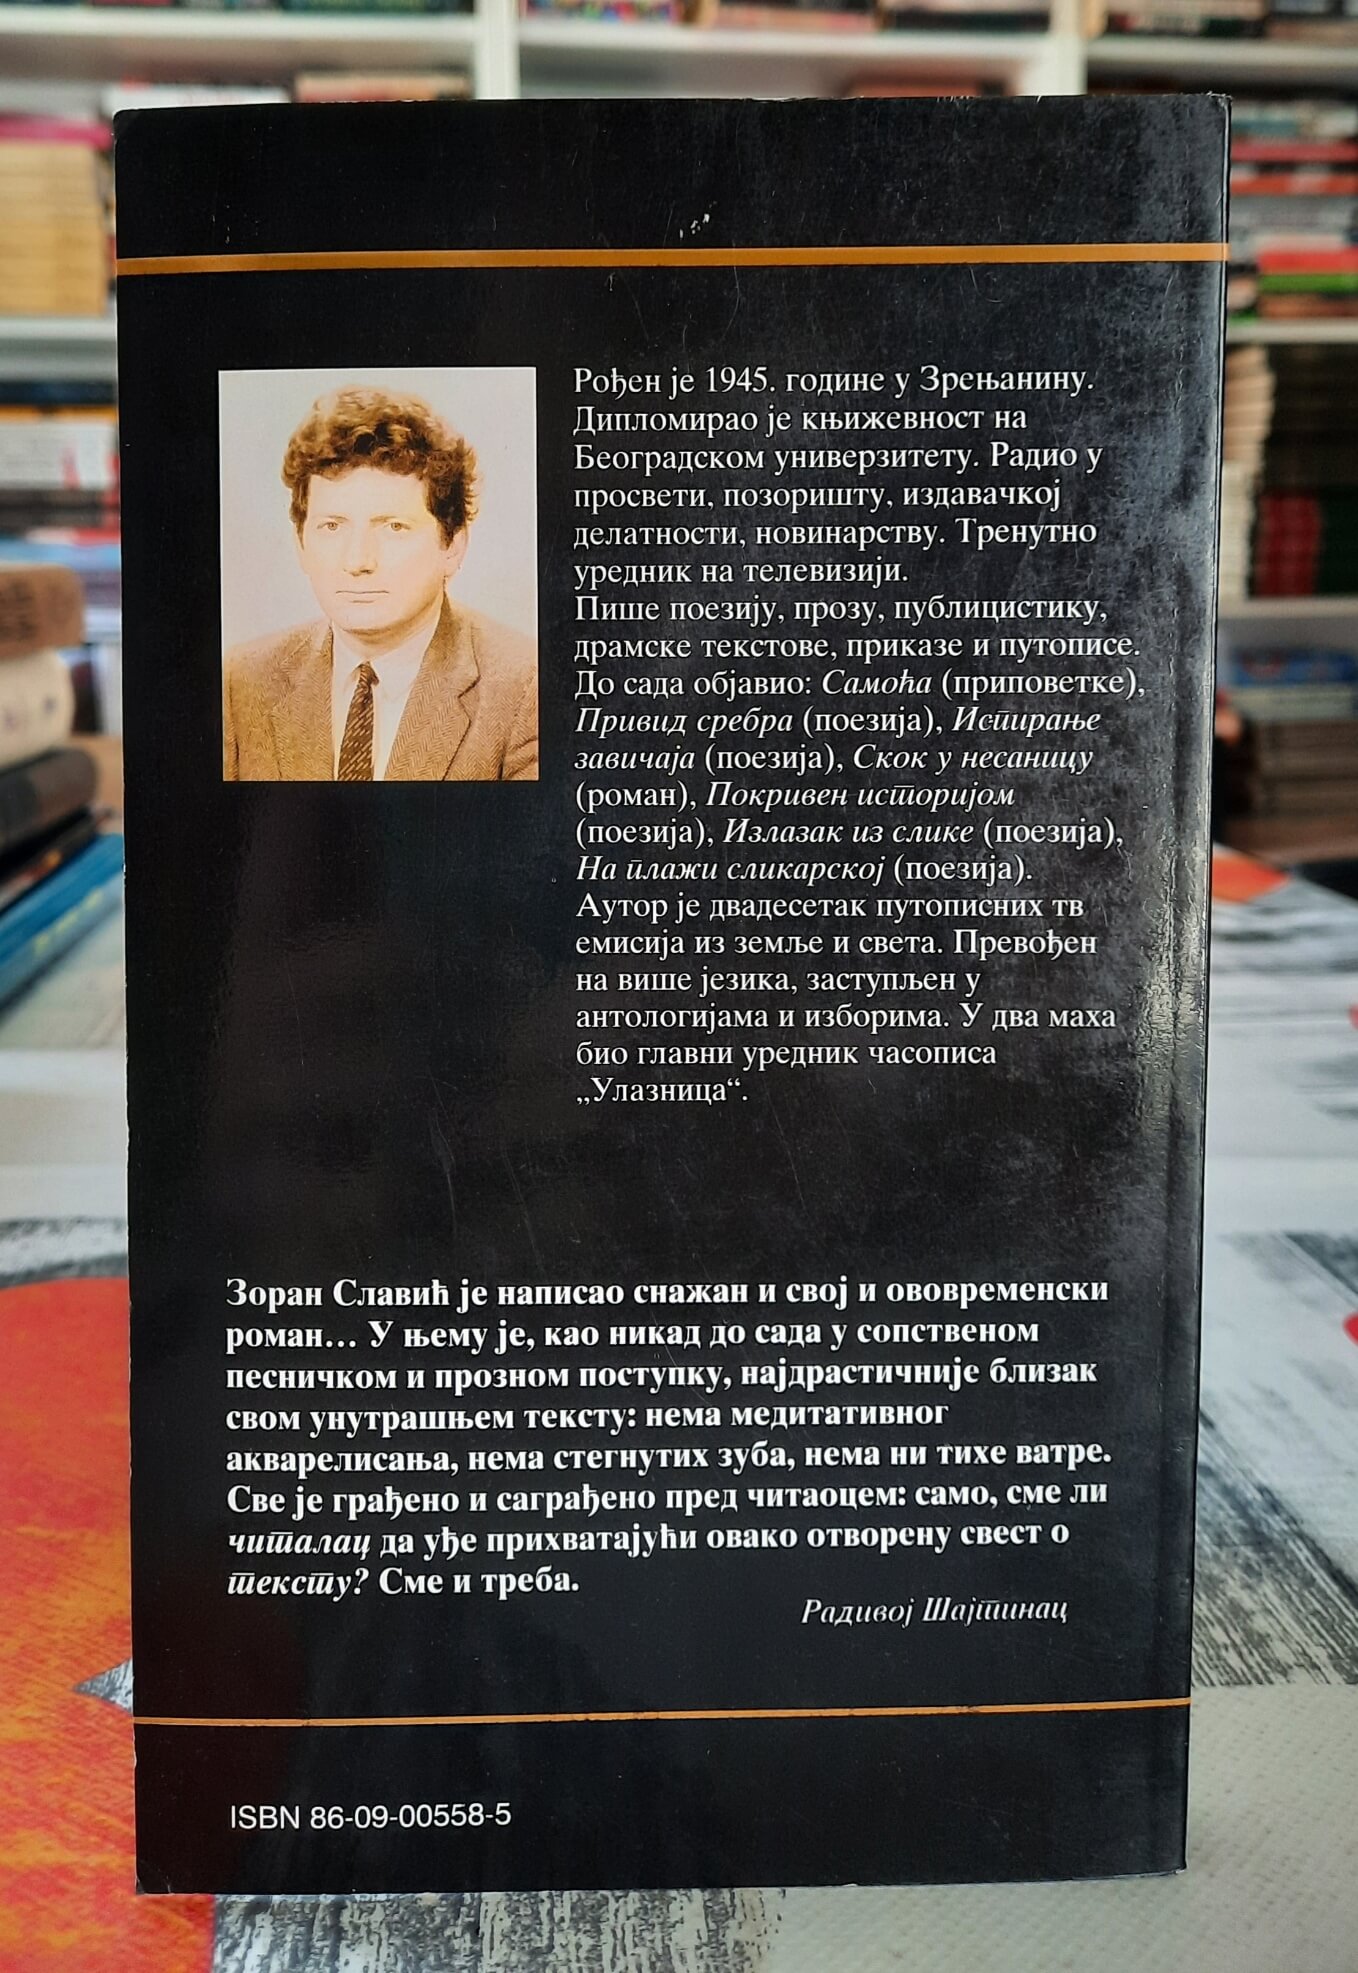 Рођен је 1945. године у Зрењанину.
Дипломирао је књижевност на
Београдском универзитету. Радио у
просвети, позоришту, издавачкој
делатности, новинарству. Тренутно
уредник на телевизији.
Пише поезију, прозу, публицистику,
драмске текстове, приказе и путописе.
До сада објавио: Самоћа (приповетке),
Привид сребра (поезија), Испирање
завичаја (поезија), Скок у несаницу
(роман), Покривен историјом
(поезија), Излазак из слике (поезија),
На плажи сликарској (поезија).
Аутор је двадесетак путописних тв
емисија из земље и света. Превођен
на више језика, заступљен у
антологијама и изборима. У два маха
био главни уредник часописа
„Улазница“.
Зоран Славић је написао снажан и свој и ововременски
роман... У њему је, као никад до сада у сопственом
песничком и прозном поступку, најдрастичније близак
свом унутрашњем тексту: нема медитативног
акварелисања, нема стегнутих зуба, нема ни тихе ватре.
Све је грађено и саграђено пред читаоцем: само, сме ли
читалац да уђе прихватајући овако отворену свест о
тексту? Сме и треба.
Радивој Шајтинац
ISBN 86-09-00558-5